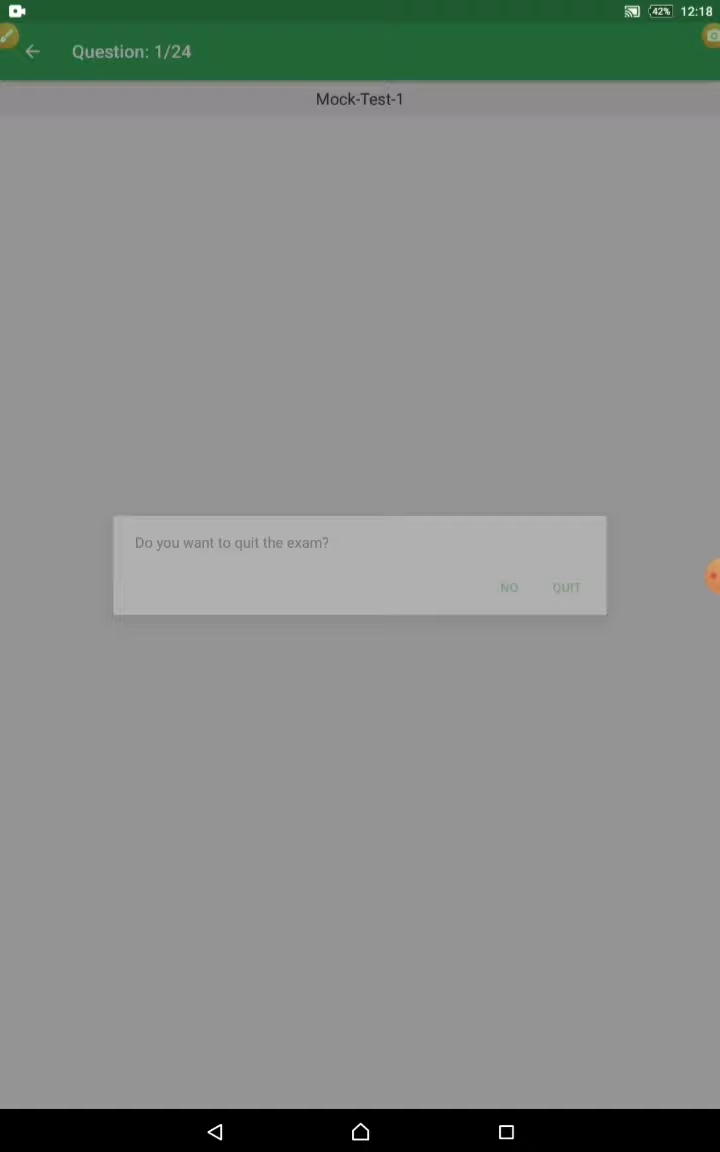 42% 12:18
Question: 1/24
Mock-Test-1
Do you want to quit the exam?
NO QUIT